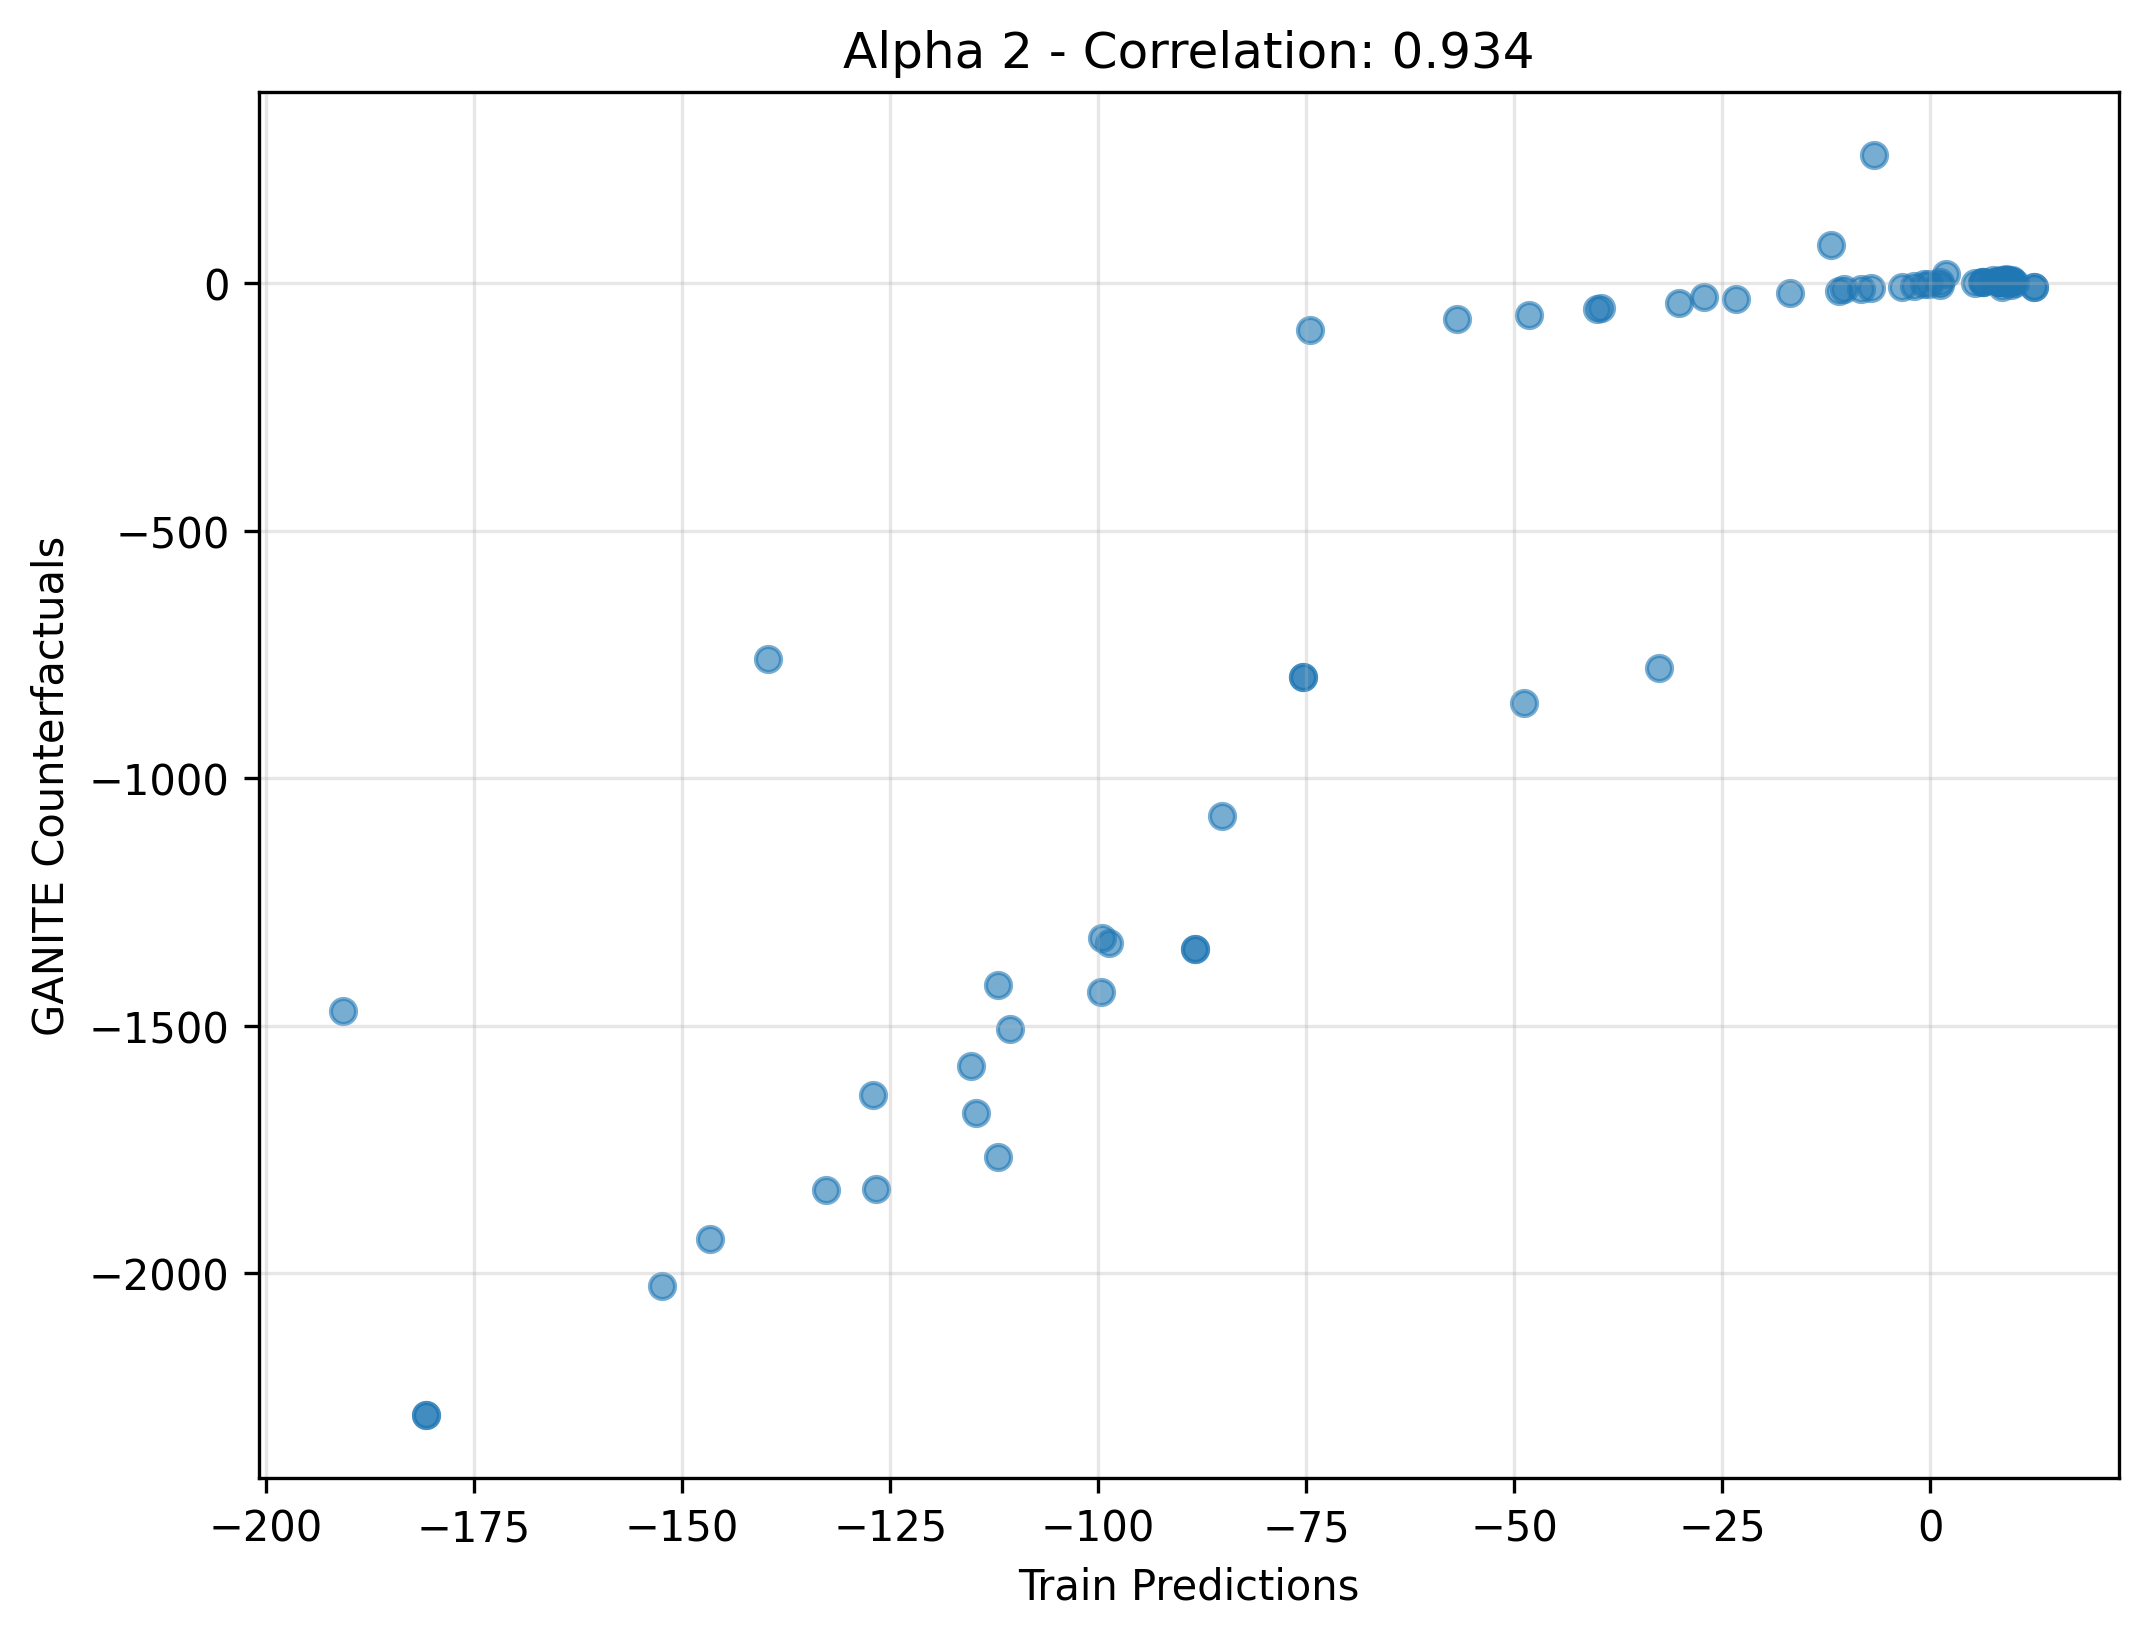 Alpha 2 - Correlation: 0.934
GANITE Counterfactuals
0
−500
−1000
−1500
−2000
−200 −175 −150 −125 −100 −75 −50 −25 0
Train Predictions